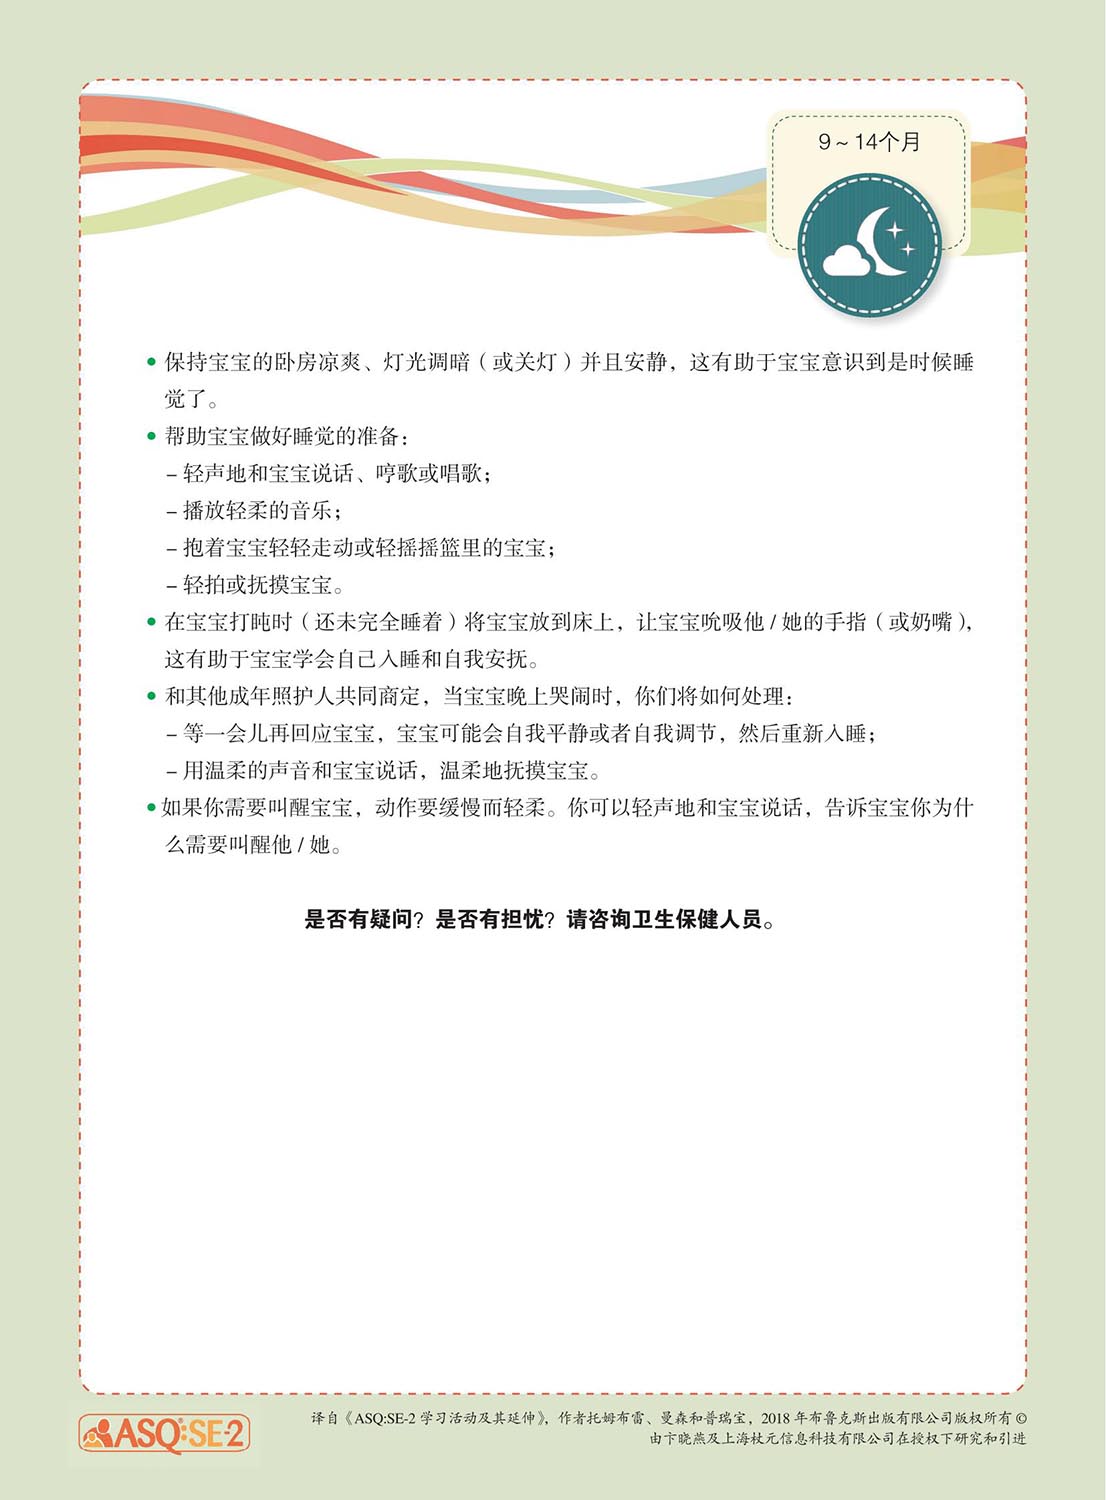 9~14个月
•保持宝宝的卧房凉爽、灯光调暗（或关灯）并且安静，这有助于宝宝意识到是时候睡
觉了。
•帮助宝宝做好睡觉的准备：
–轻声地和宝宝说话、哼歌或唱歌；
–播放轻柔的音乐；
–抱着宝宝轻轻走动或轻摇摇篮里的宝宝；
–轻拍或抚摸宝宝。
•在宝宝打盹时（还未完全睡着）将宝宝放到床上，让宝宝吮吸他/她的手指（或奶嘴），
这有助于宝宝学会自己入睡和自我安抚。
•和其他成年照护人共同商定，当宝宝晚上哭闹时，你们将如何处理：
–等一会儿再回应宝宝，宝宝可能会自我平静或者自我调节，然后重新入睡；
–用温柔的声音和宝宝说话，温柔地抚摸宝宝。
•如果你需要叫醒宝宝，动作要缓慢而轻柔。你可以轻声地和宝宝说话，告诉宝宝你为什
么需要叫醒他/她。
是否有疑问？是否有担忧？请咨询卫生保健人员。
ASQ:SE-2
译自《ASQ:SE-2 学习活动及其延伸》，作者托姆布雷、曼森和普瑞宝，2018 年布鲁克斯出版有限公司版权所有©
由卞晓燕及上海杖元信息科技有限公司在授权下研究和引进